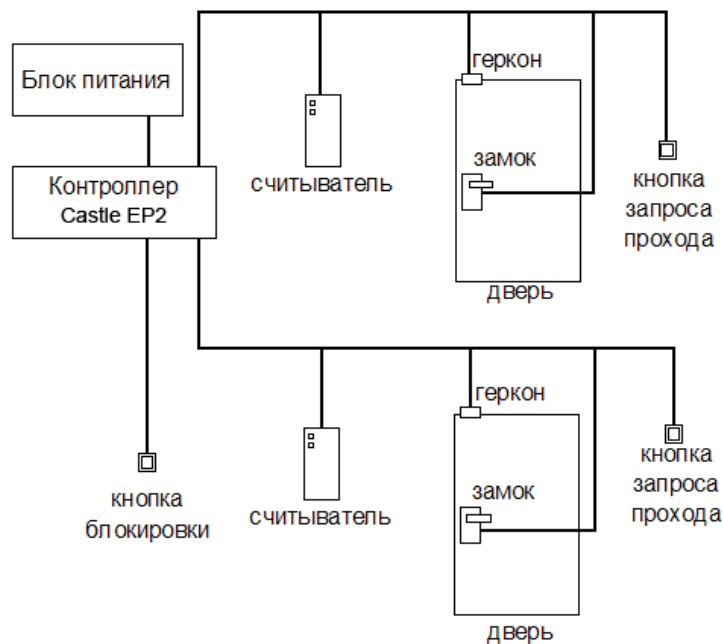 Блок питания
Контроллер
Castle EP2
считыватель
геркон
замок
дверь
кнопка
запроса
прохода
кнопка
блокировки
считыватель
геркон
замок
дверь
кнопка
запроса
прохода